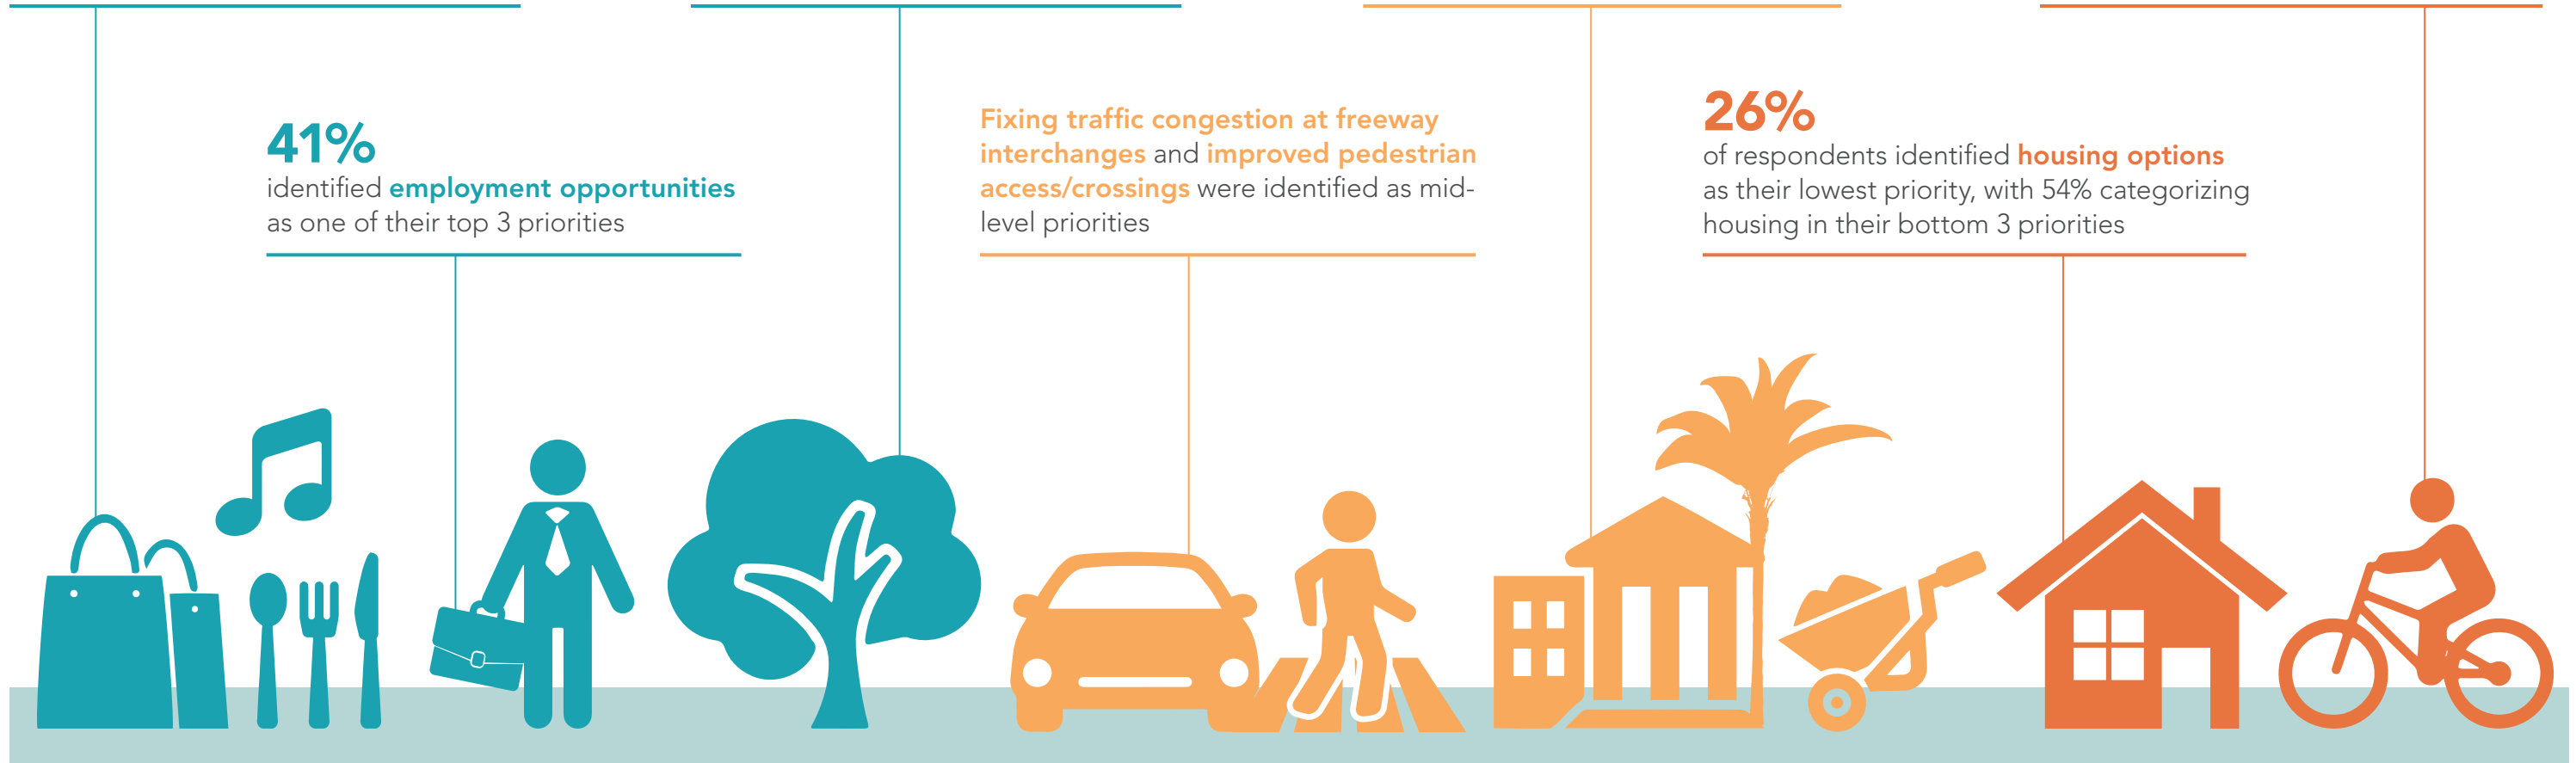 41%
identified employment opportunities
as one of their top 3 priorities
Fixing traffic congestion at freeway
interchanges and improved pedestrian
access/crossings were identified as mid-
level priorities
26%
of respondents identified housing options
as their lowest priority, with 54% categorizing
housing in their bottom 3 priorities